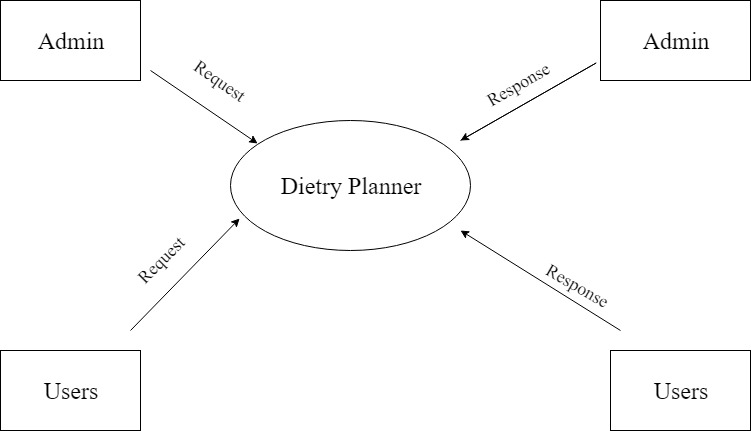 Admin
Admin
Request
Response
Dietry Planner
Request
Response
Users
Users